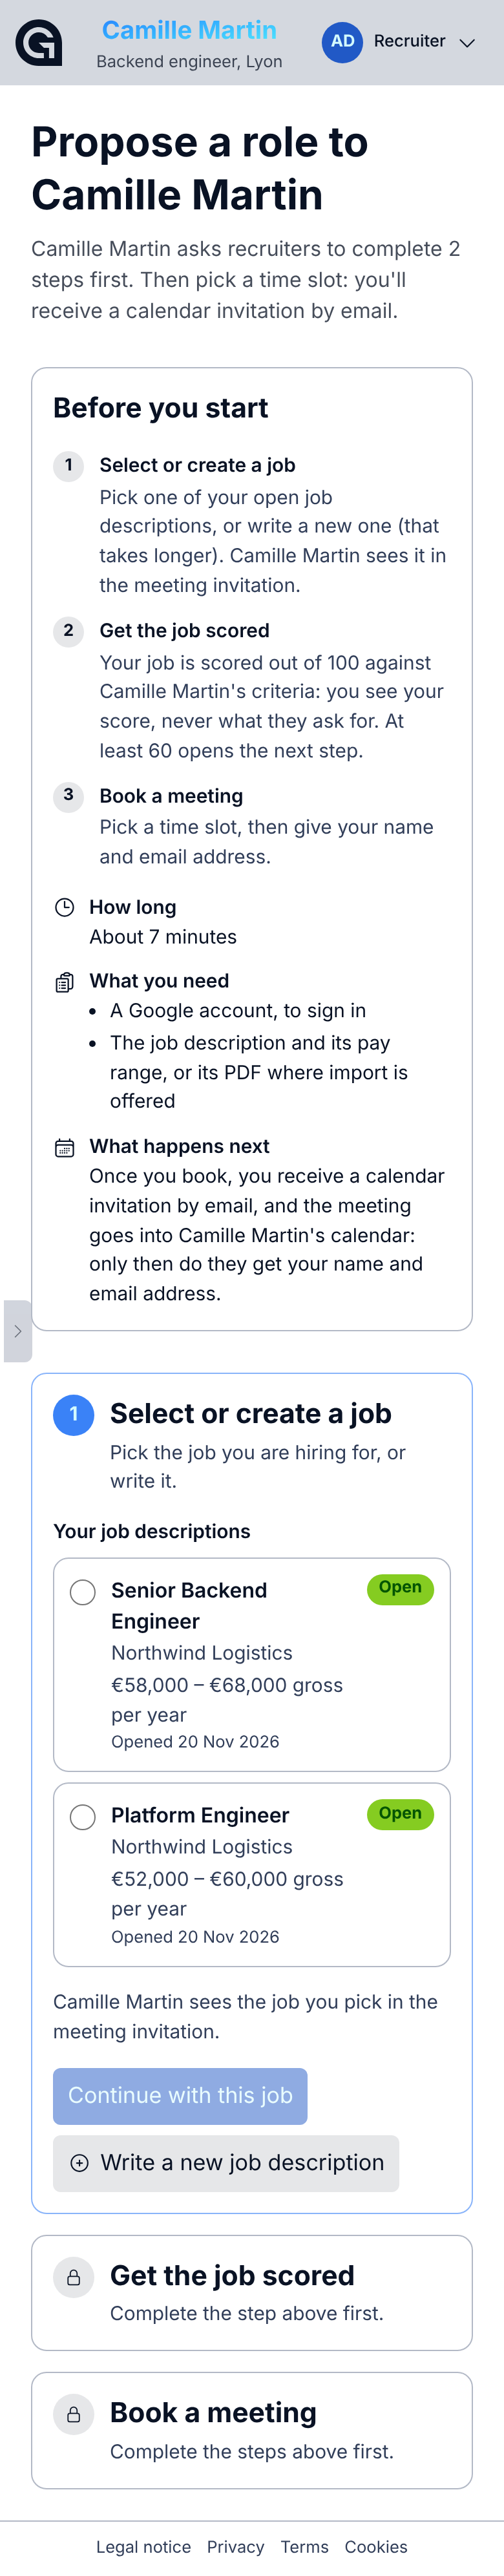 Camille Martin
Backend engineer, Lyon
AD
Recruiter
Propose a role to
Camille Martin
Camille Martin asks recruiters to complete 2
steps first. Then pick a time slot: you'll
receive a calendar invitation by email.
Before you start
1
Select or create a job
Pick one of your open job
descriptions, or write a new one (that
takes longer). Camille Martin sees it in
the meeting invitation.
2
Get the job scored
Your job is scored out of 100 against
Camille Martin's criteria: you see your
score, never what they ask for. At
least 60 opens the next step.
3
Book a meeting
Pick a time slot, then give your name
and email address.
How long
About 7 minutes
What you need
• A Google account, to sign in
• The job description and its pay
range, or its PDF where import is
offered
What happens next
Once you book, you receive a calendar
invitation by email, and the meeting
goes into Camille Martin's calendar:
only then do they get your name and
email address.
1
Select or create a job
Pick the job you are hiring for, or
write it.
Your job descriptions
Senior Backend
Engineer
Open
Northwind Logistics
€58,000 – €68,000 gross
per year
Opened 20 Nov 2026
Platform Engineer
Open
Northwind Logistics
€52,000 – €60,000 gross
per year
Opened 20 Nov 2026
Camille Martin sees the job you pick in the
meeting invitation.
Continue with this job
Write a new job description
Get the job scored
Complete the step above first.
Book a meeting
Complete the steps above first.
Legal notice Privacy Terms Cookies